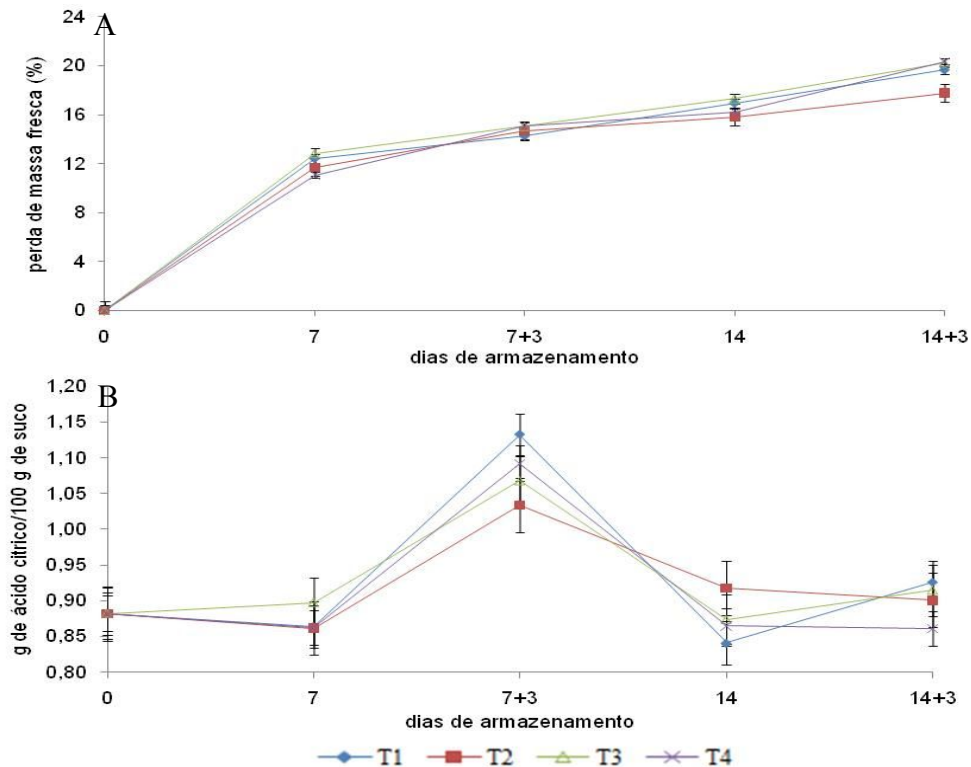 A
perda de massa fresca (%)
24
20
16
12
8
4
0
0 7 7+3 14 14+3
dias de armazenamento
B
g de ácido cítrico/100 g de suco
1,20
1,15
1,10
1,05
1,00
0,95
0,90
0,85
0,80
0 7 7+3 14 14+3
dias de armazenamento
T1 T2 T3 T4